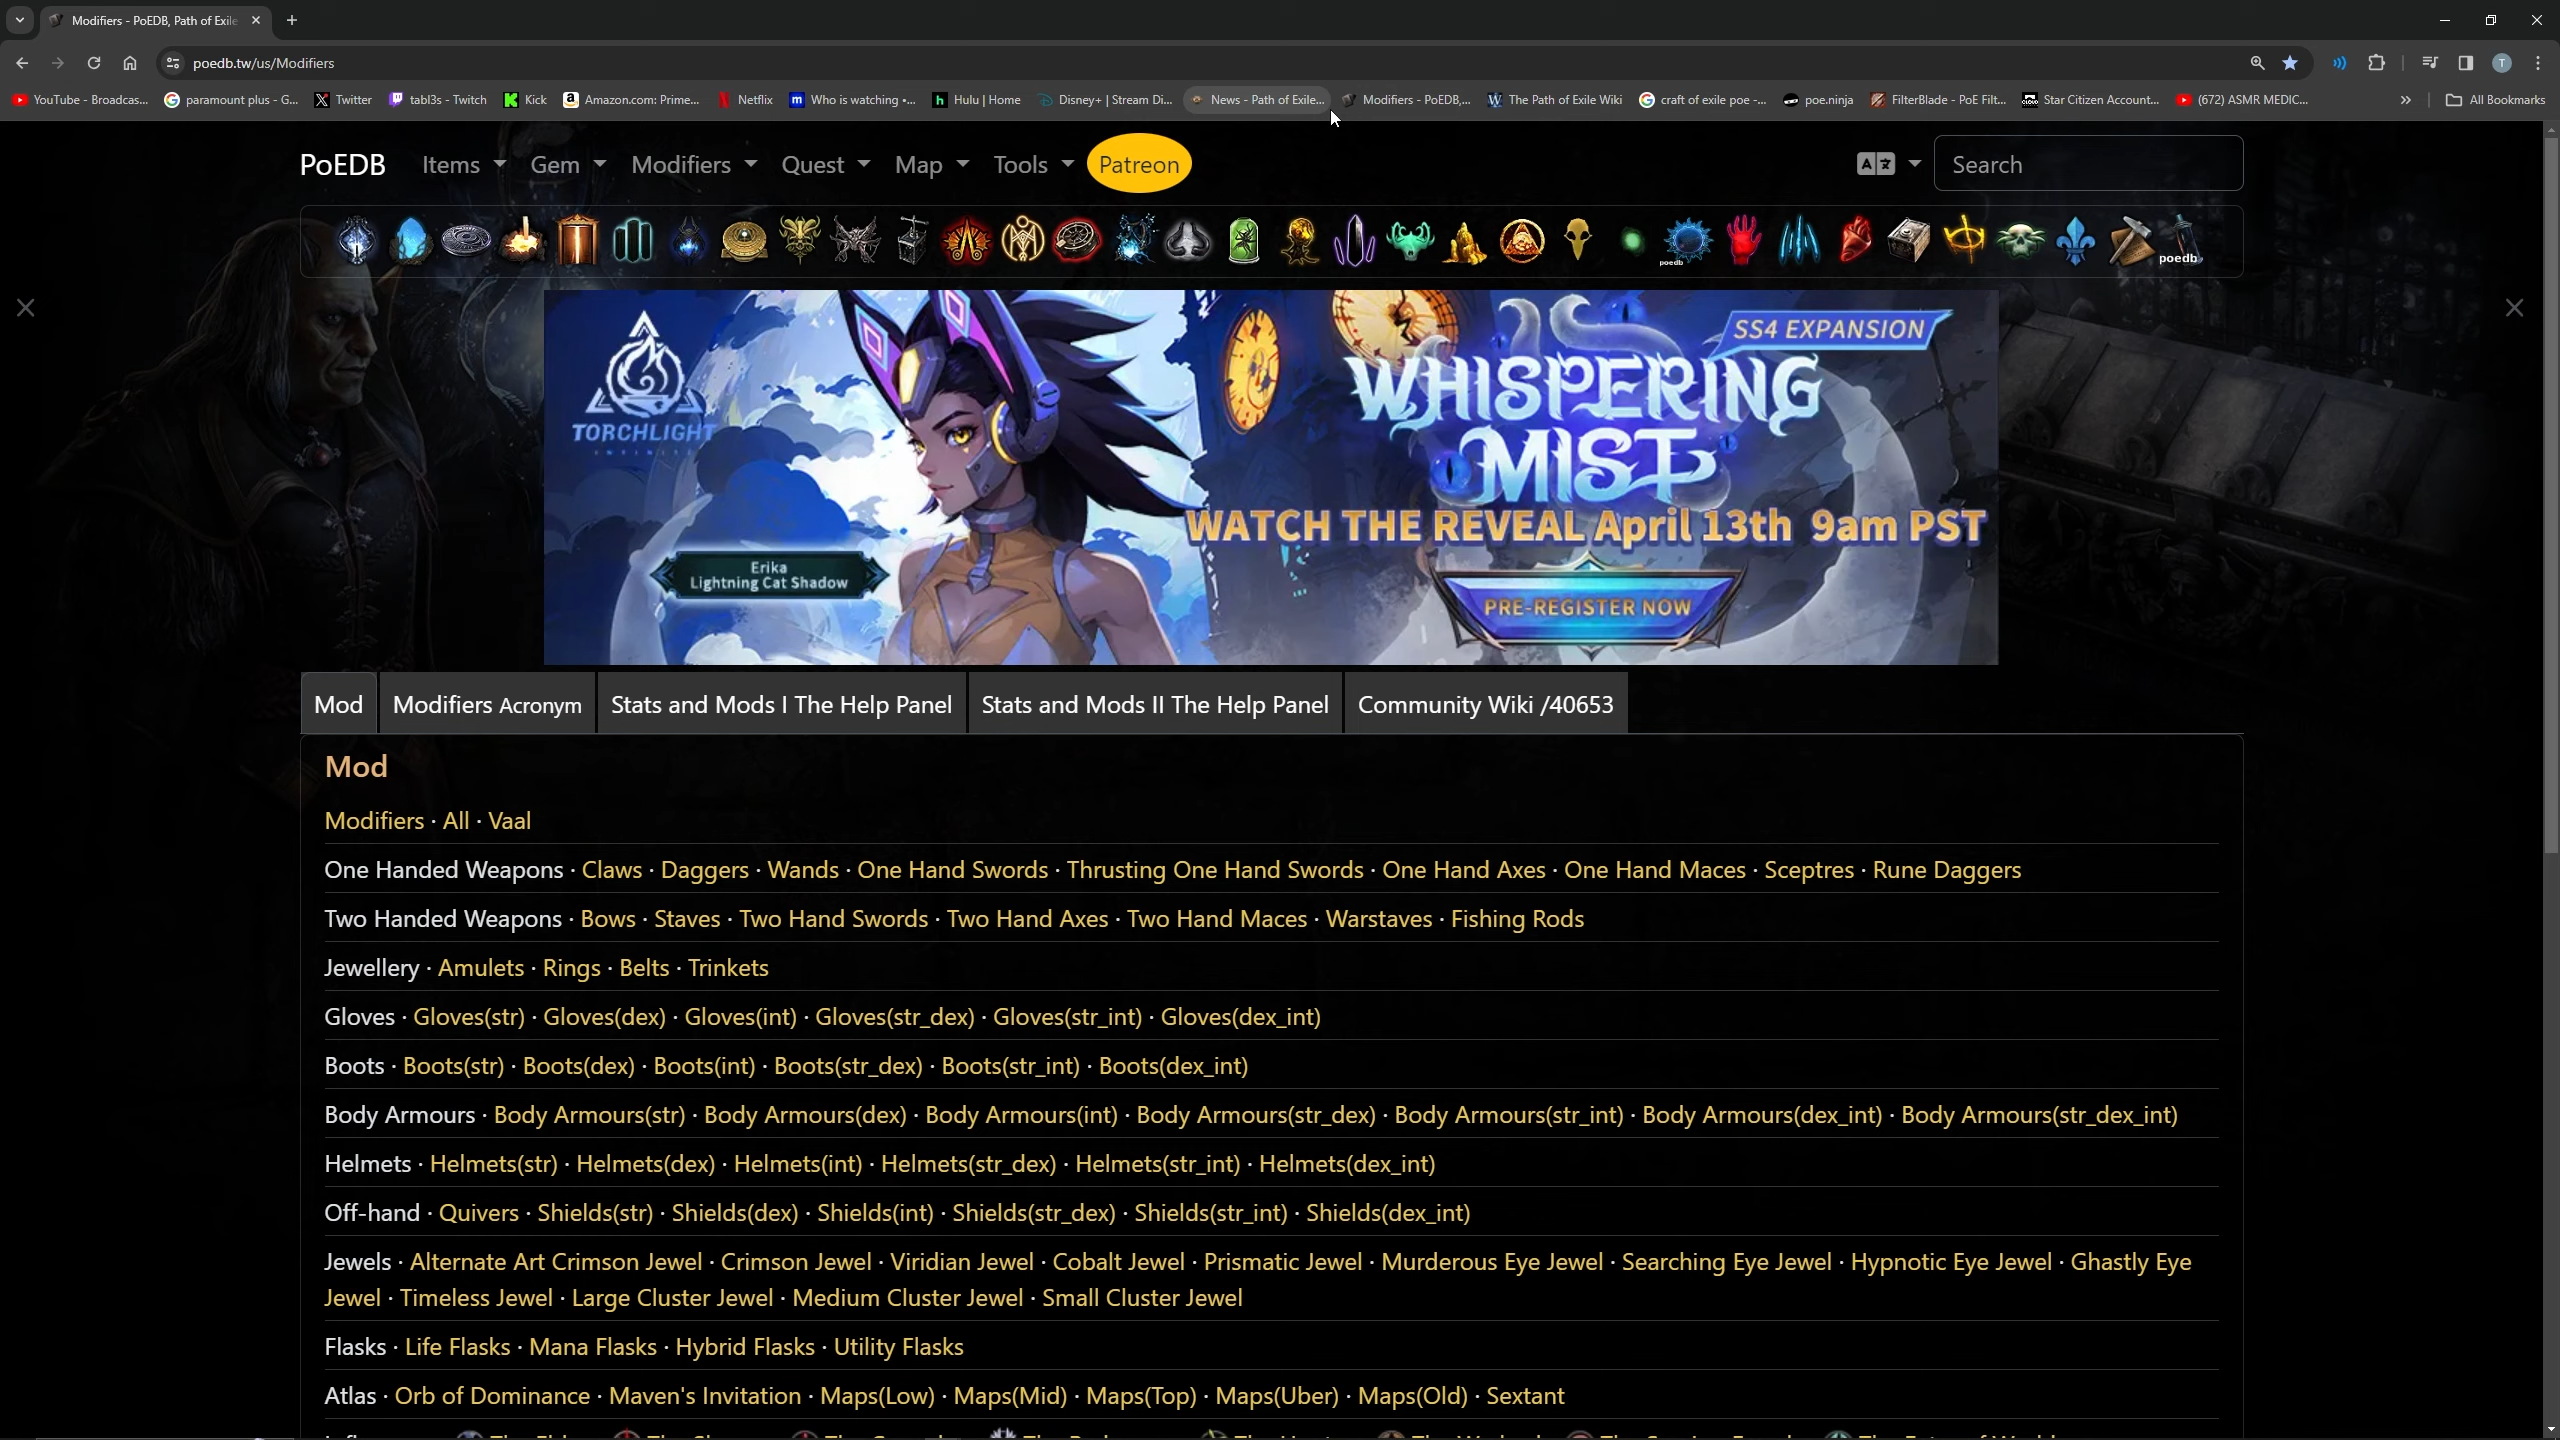 Modifiers - PoEDB, Path of Exile
poedb.tw/us/Modifiers
YouTube - Broadcas... paramount plus - G... Twitter tabl3s - Twitch Kick Amazon.com: Prime... Netflix Who is watching •... Hulu | Home Disney+ | Stream Di... News - Path of Exile... Modifiers - PoEDB,... The Path of Exile Wiki craft of exile poe -... poe.ninja FilterBlade - PoE Filt... Star Citizen Account... (672) ASMR MEDIC... » All Bookmarks
PoEDB Items Gem Modifiers Quest Map Tools Patreon Search
poedb poedb
SS4 EXPANSION
WHISPERING
MIST
TORCHLIGHT
INFINITE
WATCH THE REVEAL April 13th 9am PST
Erika
Lightning Cat Shadow
PRE-REGISTER NOW
Mod Modifiers Acronym Stats and Mods I The Help Panel Stats and Mods II The Help Panel Community Wiki /40653
Mod
Modifiers · All · Vaal
One Handed Weapons · Claws · Daggers · Wands · One Hand Swords · Thrusting One Hand Swords · One Hand Axes · One Hand Maces · Sceptres · Rune Daggers
Two Handed Weapons · Bows · Staves · Two Hand Swords · Two Hand Axes · Two Hand Maces · Warstaves · Fishing Rods
Jewellery · Amulets · Rings · Belts · Trinkets
Gloves · Gloves(str) · Gloves(dex) · Gloves(int) · Gloves(str_dex) · Gloves(str_int) · Gloves(dex_int)
Boots · Boots(str) · Boots(dex) · Boots(int) · Boots(str_dex) · Boots(str_int) · Boots(dex_int)
Body Armours · Body Armours(str) · Body Armours(dex) · Body Armours(int) · Body Armours(str_dex) · Body Armours(str_int) · Body Armours(dex_int) · Body Armours(str_dex_int)
Helmets · Helmets(str) · Helmets(dex) · Helmets(int) · Helmets(str_dex) · Helmets(str_int) · Helmets(dex_int)
Off-hand · Quivers · Shields(str) · Shields(dex) · Shields(int) · Shields(str_dex) · Shields(str_int) · Shields(dex_int)
Jewels · Alternate Art Crimson Jewel · Crimson Jewel · Viridian Jewel · Cobalt Jewel · Prismatic Jewel · Murderous Eye Jewel · Searching Eye Jewel · Hypnotic Eye Jewel · Ghastly Eye
Jewel · Timeless Jewel · Large Cluster Jewel · Medium Cluster Jewel · Small Cluster Jewel
Flasks · Life Flasks · Mana Flasks · Hybrid Flasks · Utility Flasks
Atlas · Orb of Dominance · Maven's Invitation · Maps(Low) · Maps(Mid) · Maps(Top) · Maps(Uber) · Maps(Old) · Sextant